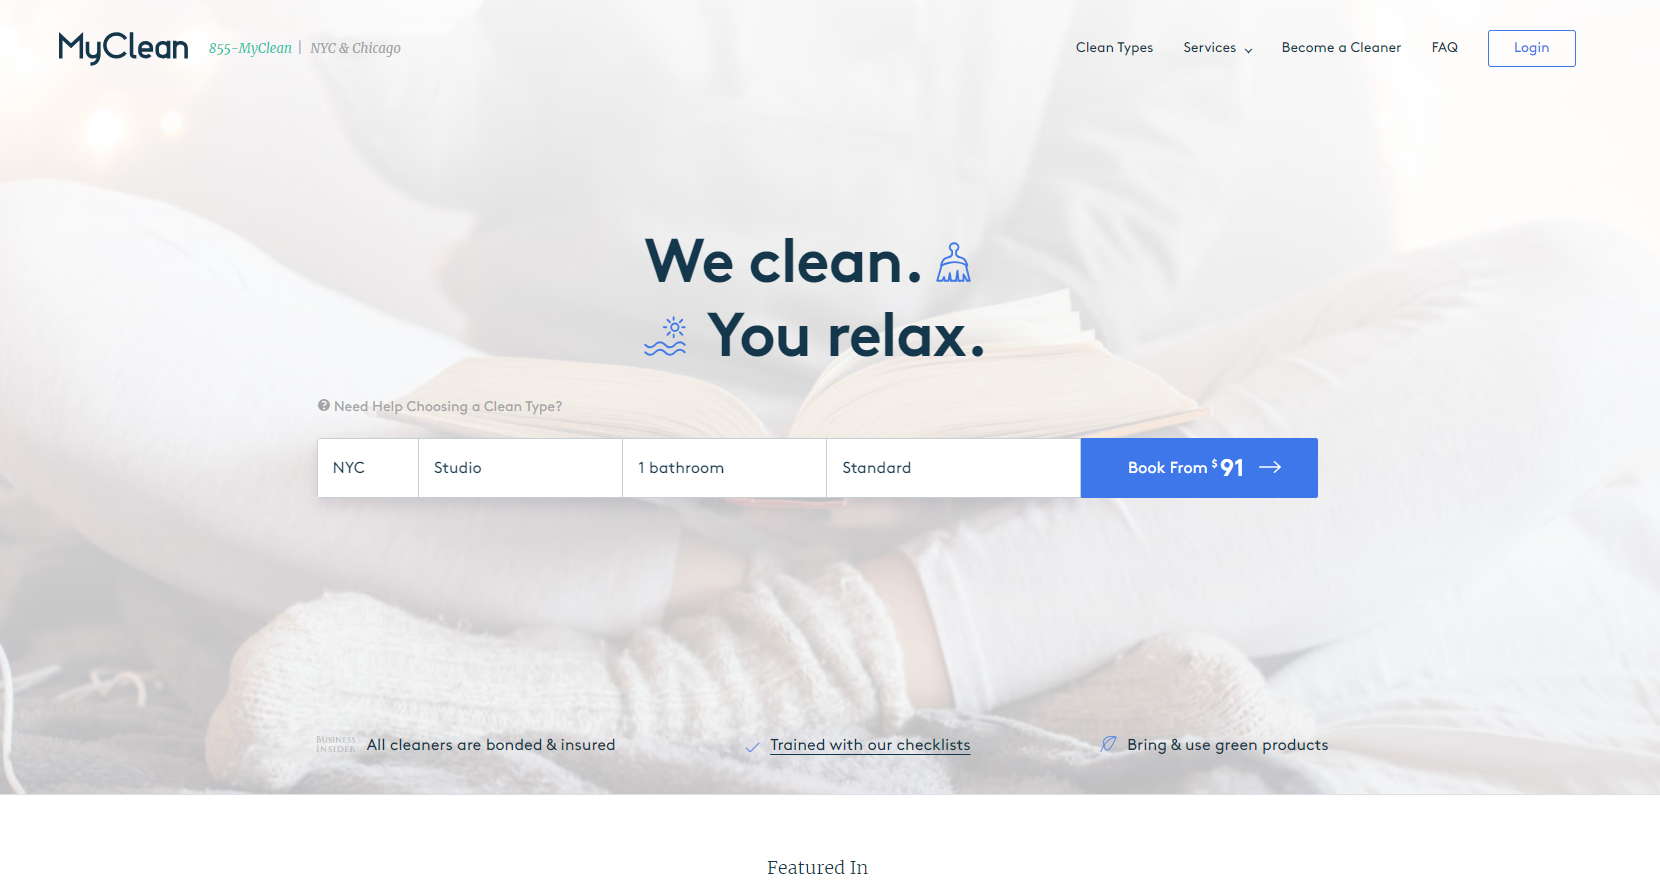 MyClean 855-MyClean | NYC & Chicago Clean Types Services Become a Cleaner FAQ Login
We clean.
You relax.
Need Help Choosing a Clean Type?
NYC Studio 1 bathroom Standard Book From $91
BUSINESS
INSIDER All cleaners are bonded & insured Trained with our checklists Bring & use green products
Featured In